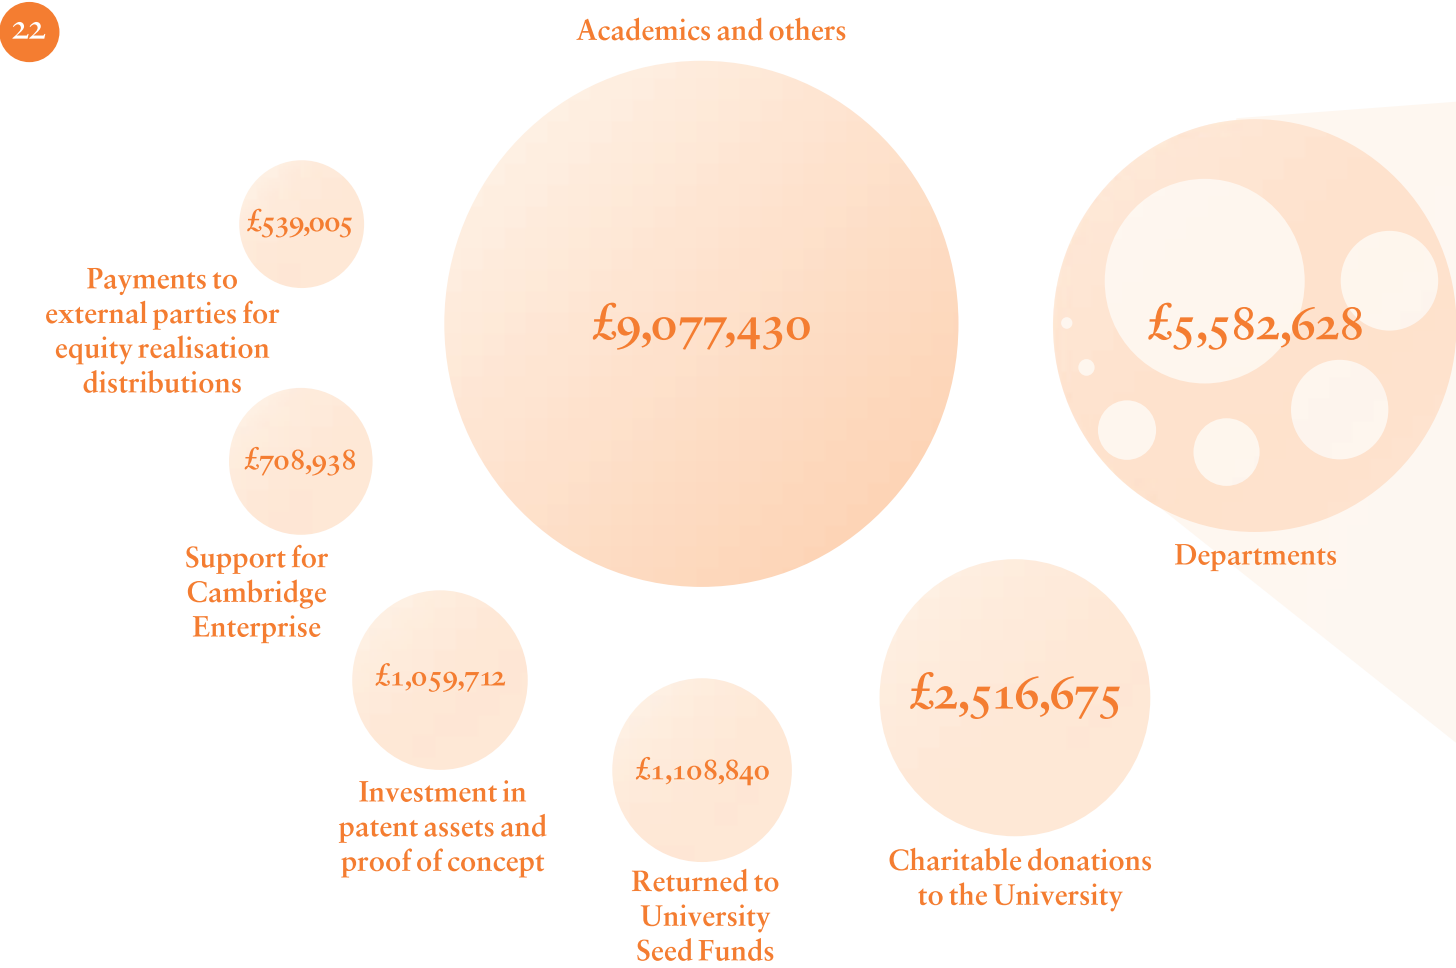 22
Academics and others
£9,077,430
£5,582,628
Departments
£2,516,675
Charitable donations
to the University
£1,108,840
Returned to
University
Seed Funds
£1,059,712
Investment in
patent assets and
proof of concept
£708,938
Support for
Cambridge
Enterprise
£539,005
Payments to
external parties for
equity realisation
distributions